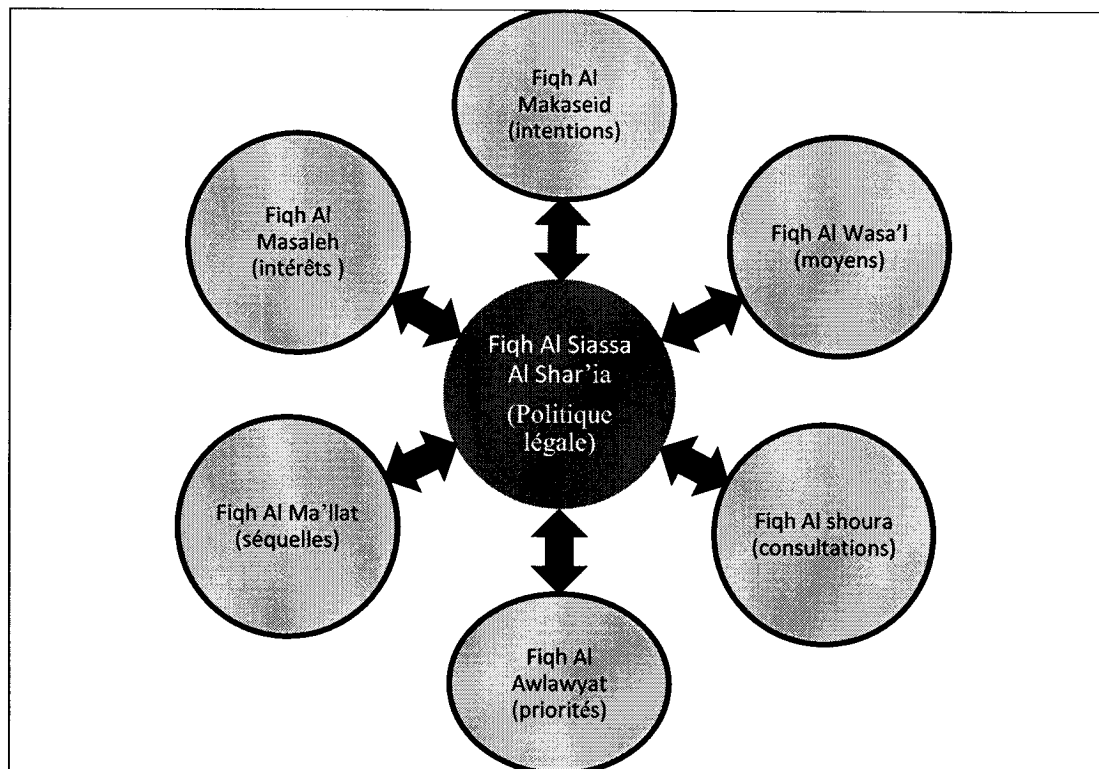 Fiqh Al
Makaseid
(intentions)
Fiqh Al
Masaleh
(intérêts )
Fiqh Al Wasa’l
(moyens)
Fiqh Al Siassa
Al Shar’ia
(Politique
légale)
Fiqh Al Ma’llat
(séquelles)
Fiqh Al shoura
(consultations)
Fiqh Al
Awlawyat
(priorités)